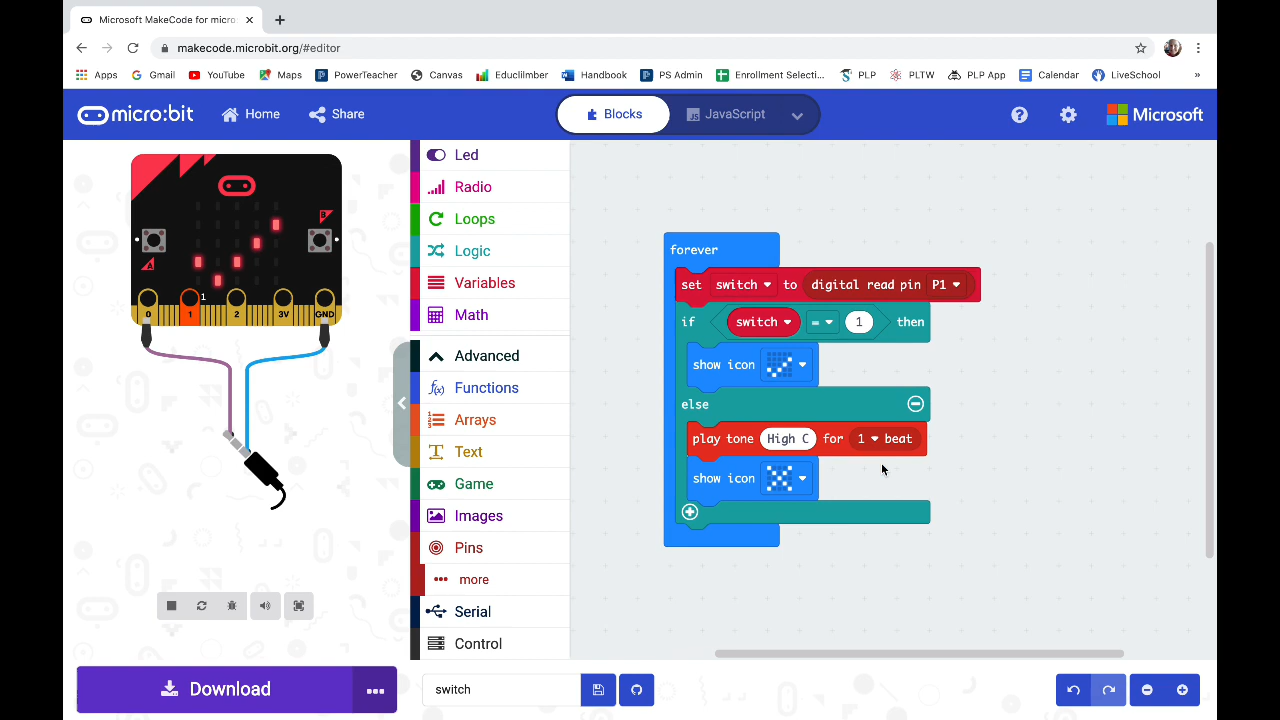 Microsoft MakeCode for micro
makecode.microbit.org/#editor
Apps Gmail YouTube Maps PowerTeacher Canvas Educlimber Handbook PS Admin Enrollment Selecti... PLP PLTW PLP App Calendar LiveSchool »
micro:bit Home Share Blocks JS JavaScript ? Microsoft
Led
Radio
Loops
Logic
Variables
Math
Advanced
Functions
Arrays
Text
Game
Images
Pins
more
Serial
Control
B
A
1
0 1 2 3V GND
forever
set switch to digital read pin P1
if switch = 1 then
show icon
else
play tone High C for 1 beat
show icon
Download ...
switch